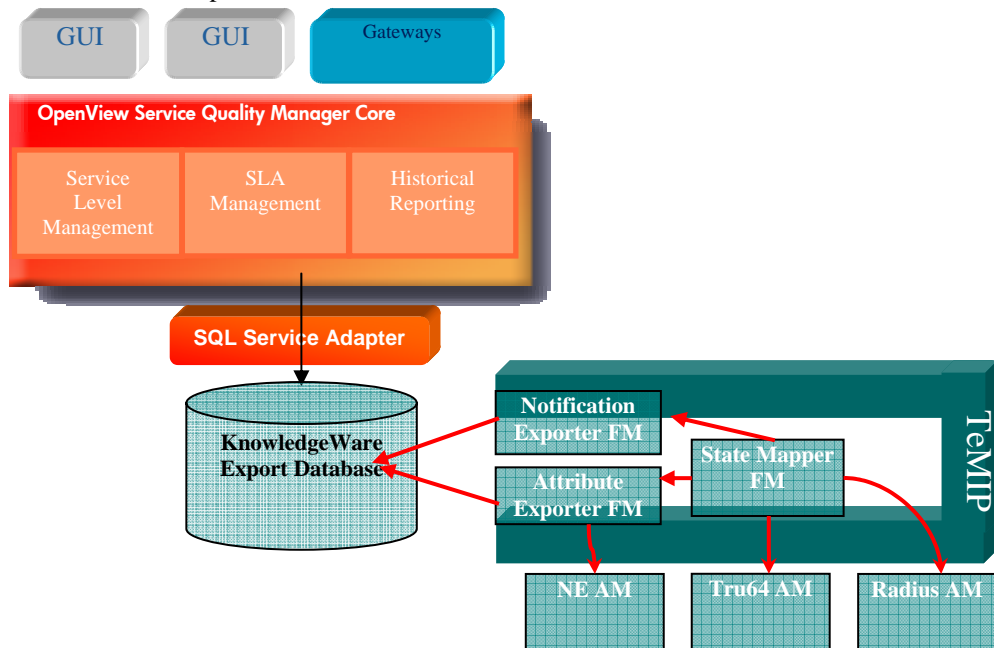 GUI
GUI
Gateways
OpenView Service Quality Manager Core
Service
Level
Management
SLA
Management
Historical
Reporting
SQL Service Adapter
KnowledgeWare
Export Database
Notification
Exporter FM
Attribute
Exporter FM
State Mapper
FM
TeMIP
NE AM
Tru64 AM
Radius AM